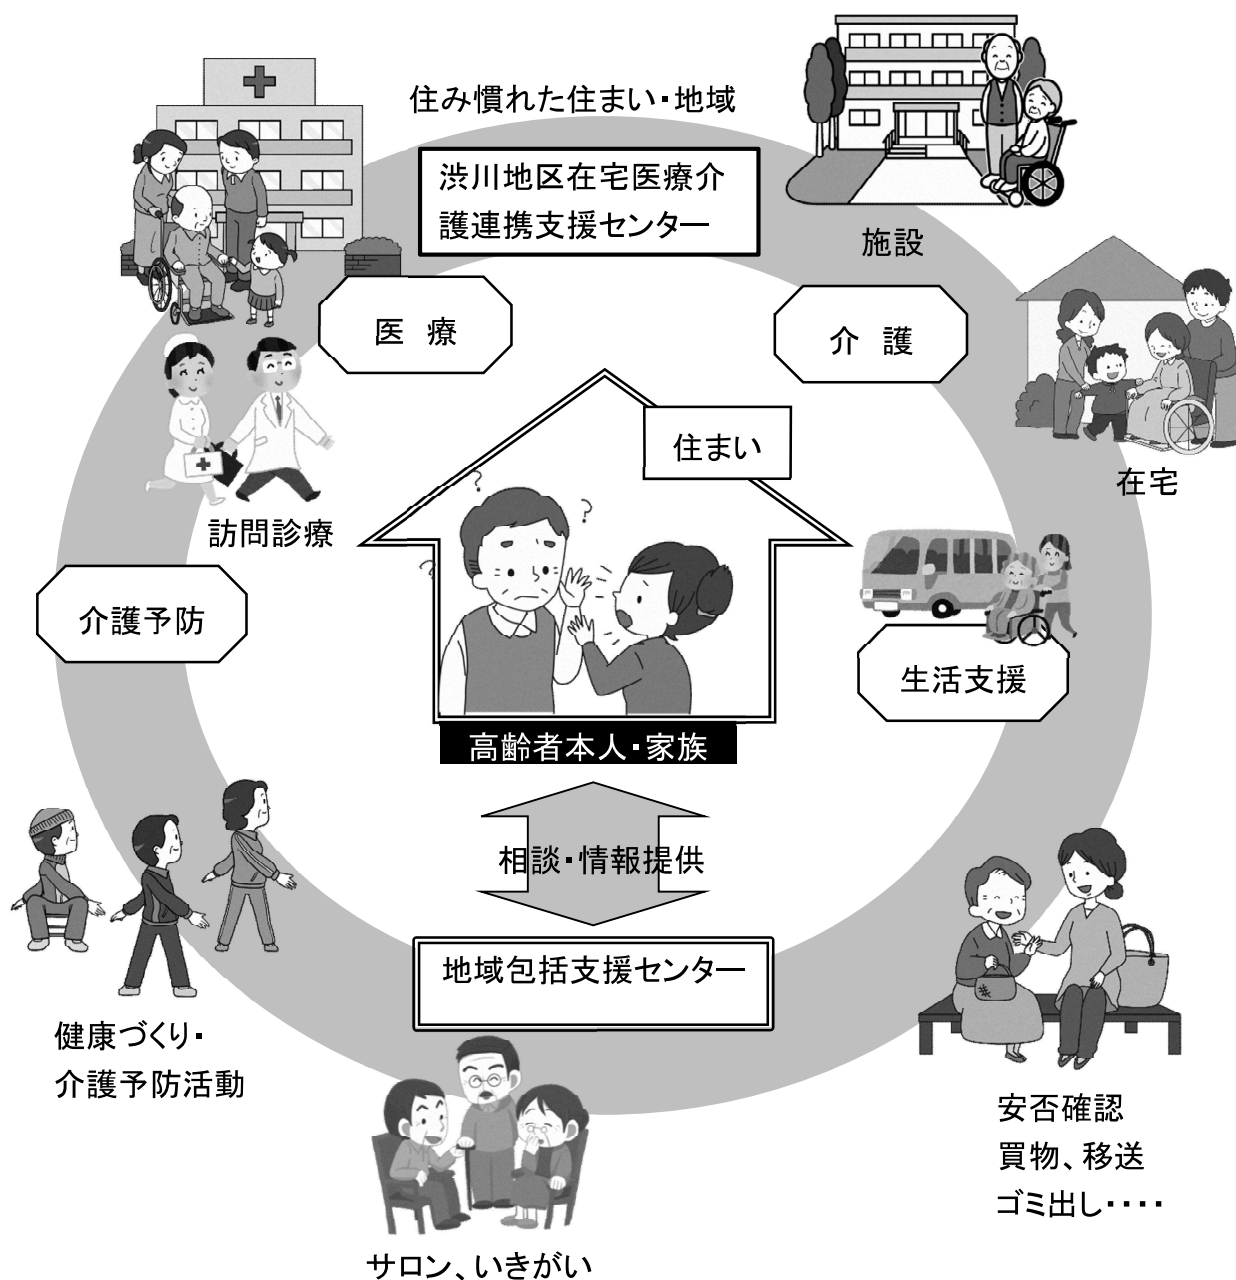 住み慣れた住まい・地域
渋川地区在宅医療介
護連携支援センター
施設
医　療
介　護
住まい
在宅
訪問診療
介護予防
生活支援
高齢者本人・家族
相談・情報提供
地域包括支援センター
健康づくり・
介護予防活動
安否確認
買物、移送
ゴミ出し・・・・
サロン、いきがい
?
?
?